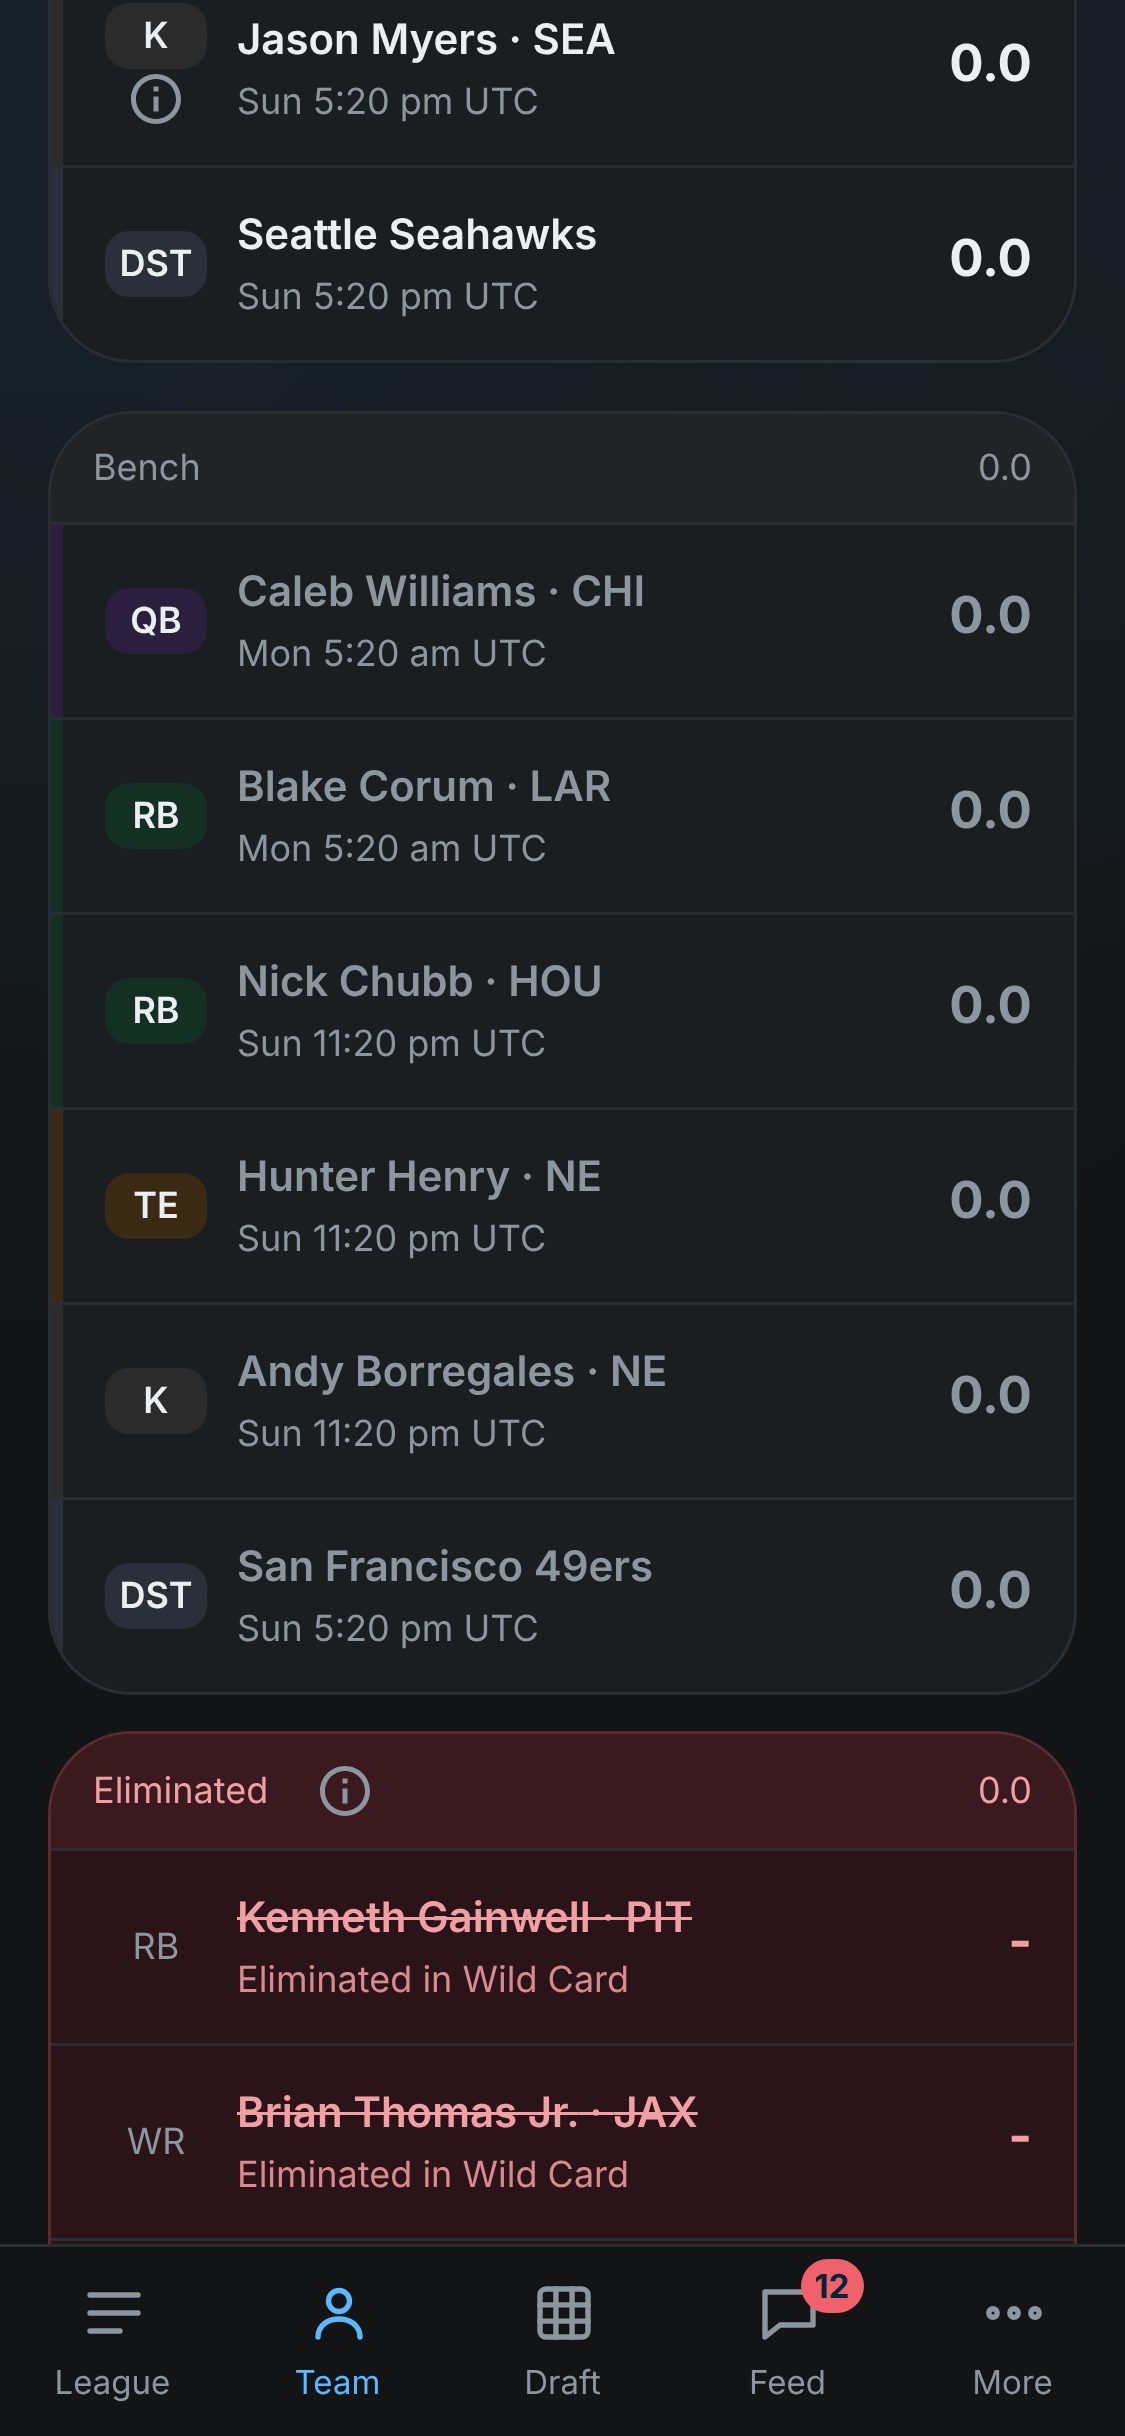 K
Jason Myers · SEA
0.0
Sun 5:20 pm UTC
DST
Seattle Seahawks
0.0
Sun 5:20 pm UTC
Bench
0.0
QB
Caleb Williams · CHI
0.0
Mon 5:20 am UTC
RB
Blake Corum · LAR
0.0
Mon 5:20 am UTC
RB
Nick Chubb · HOU
0.0
Sun 11:20 pm UTC
TE
Hunter Henry · NE
0.0
Sun 11:20 pm UTC
K
Andy Borregales · NE
0.0
Sun 11:20 pm UTC
DST
San Francisco 49ers
0.0
Sun 5:20 pm UTC
Eliminated
0.0
RB
Kenneth Gainwell · PIT
-
Eliminated in Wild Card
WR
Brian Thomas Jr. · JAX
-
Eliminated in Wild Card
12
League
Team
Draft
Feed
More